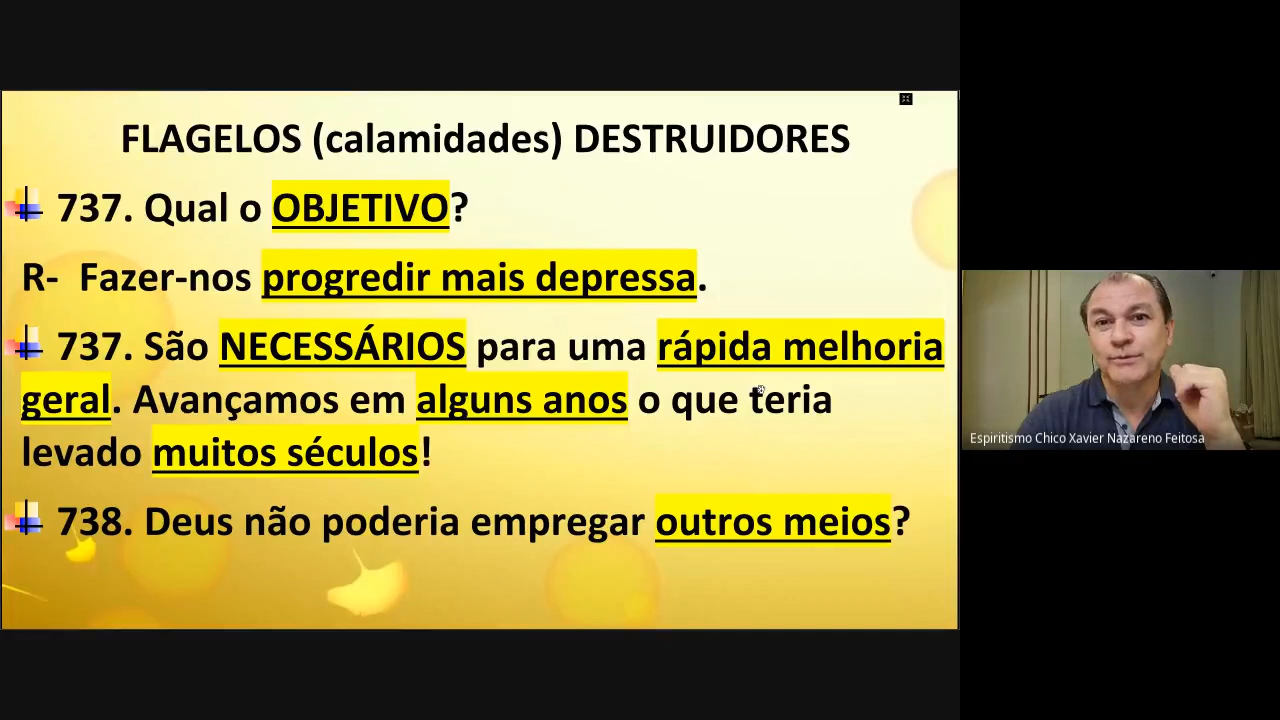 FLAGELOS (calamidades) DESTRUIDORES
737. Qual o OBJETIVO?
R- Fazer-nos progredir mais depressa.
737. São NECESSÁRIOS para uma rápida melhoria
geral. Avançamos em alguns anos o que teria
levado muitos séculos!
738. Deus não poderia empregar outros meios?
Espiritismo Chico Xavier Nazareno Feitosa